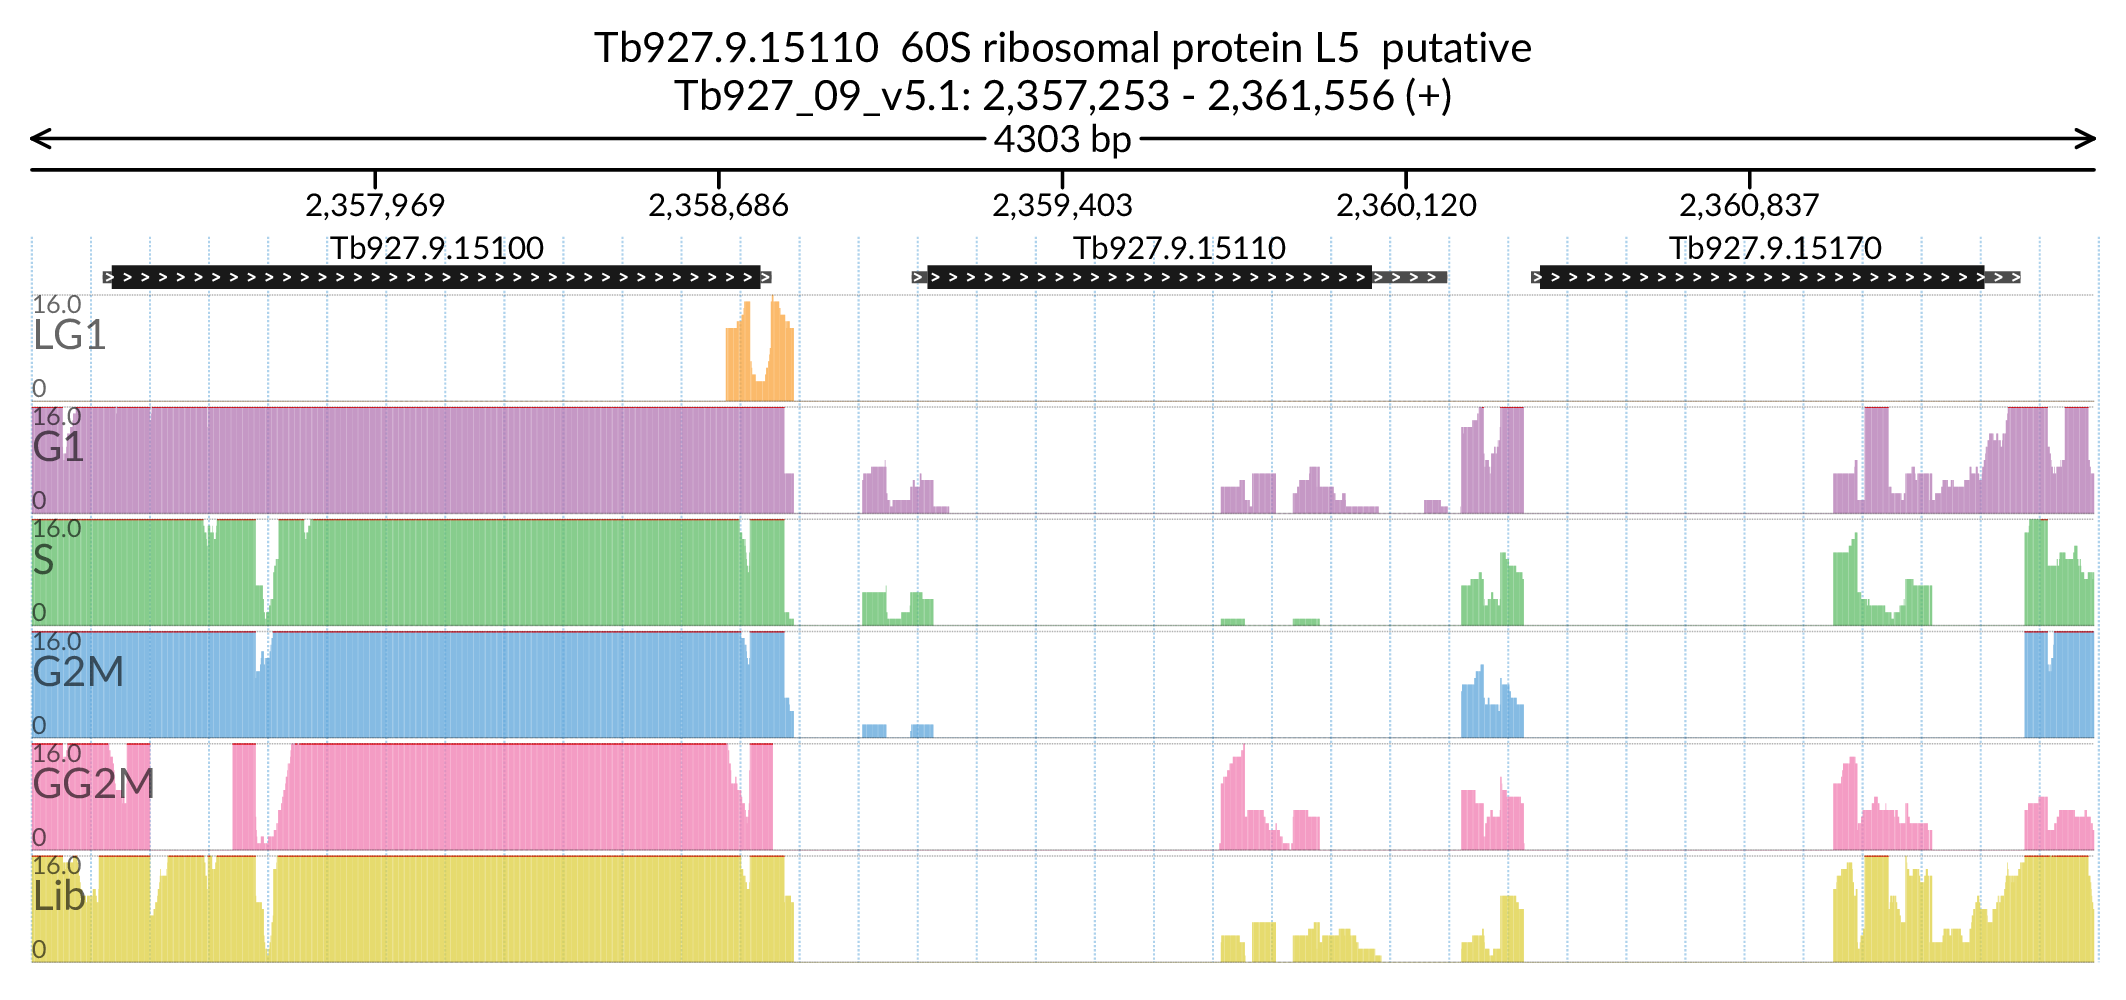 Tb927.9.15110  60S ribosomal protein L5  putative
Tb927_09_v5.1: 2,357,253 - 2,361,556 (+)
4303 bp
2,357,969 2,358,686 2,359,403 2,360,120 2,360,837
Tb927.9.15100 Tb927.9.15110 Tb927.9.15170
16.0
LG1
0
16.0
G1
0
16.0
S
0
16.0
G2M
0
16.0
GG2M
0
16.0
Lib
0